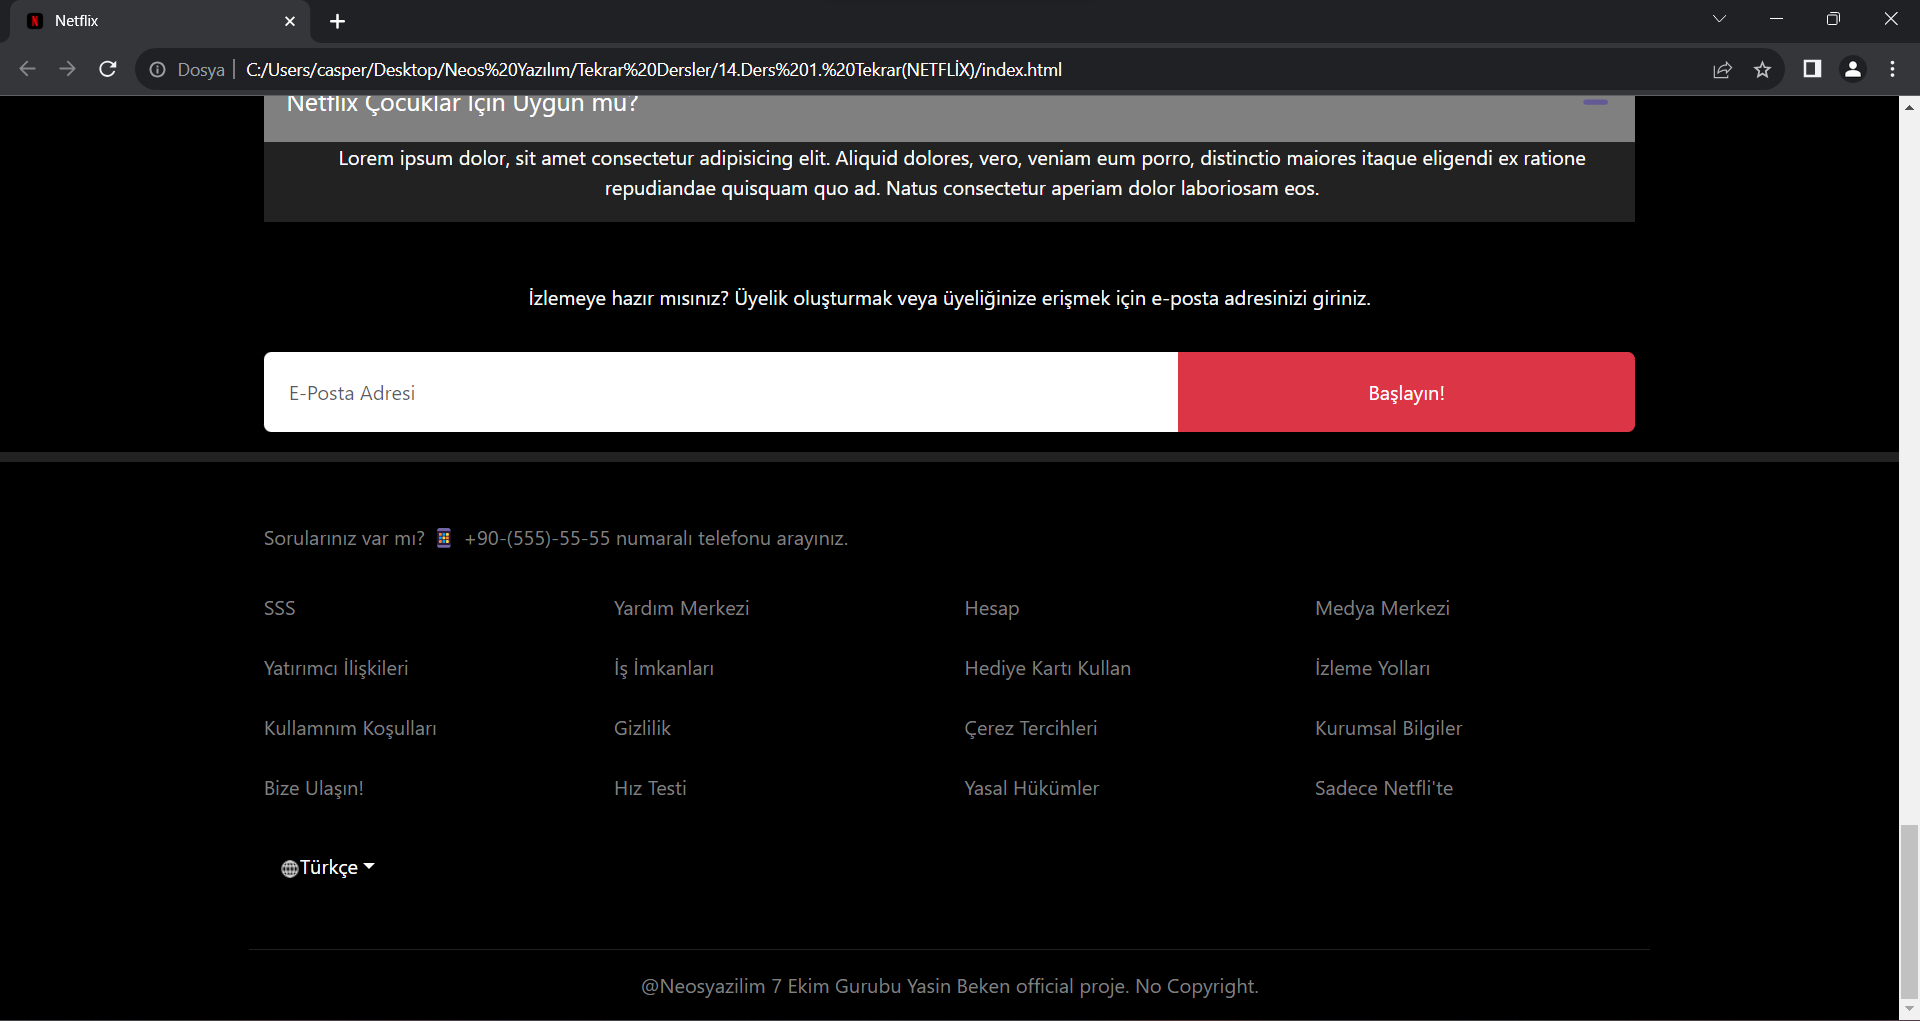 Netflix
Dosya C:/Users/casper/Desktop/Neos%20Yazılım/Tekrar%20Dersler/14.Ders%201.%20Tekrar(NETFLİX)/index.html
Netflix Çocuklar İçin Uygun mu?
Lorem ipsum dolor, sit amet consectetur adipisicing elit. Aliquid dolores, vero, veniam eum porro, distinctio maiores itaque eligendi ex ratione
repudiandae quisquam quo ad. Natus consectetur aperiam dolor laboriosam eos.
İzlemeye hazır mısınız? Üyelik oluşturmak veya üyeliğinize erişmek için e-posta adresinizi giriniz.
E-Posta Adresi Başlayın!
Sorularınız var mı? +90-(555)-55-55 numaralı telefonu arayınız.
SSS Yardım Merkezi Hesap Medya Merkezi
Yatırımcı İlişkileri İş İmkanları Hediye Kartı Kullan İzleme Yolları
Kullamnım Koşulları Gizlilik Çerez Tercihleri Kurumsal Bilgiler
Bize Ulaşın! Hız Testi Yasal Hükümler Sadece Netfli'te
Türkçe
@Neosyazilim 7 Ekim Gurubu Yasin Beken official proje. No Copyright.